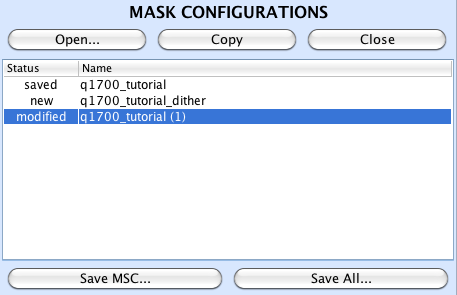 MASK CONFIGURATIONS
Open... Copy Close
Status Name
saved q1700_tutorial
new q1700_tutorial_dither
modified q1700_tutorial (1)
Save MSC... Save All...